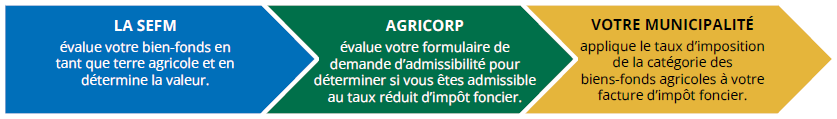 LA SEFM
évalue votre bien-fonds en
tant que terre agricole et en
détermine la valeur.
AGRICORP
évalue votre formulaire de
demande d'admissibilité pour
déterminer si vous êtes admissible
au taux réduit d'impôt foncier.
VOTRE MUNICIPALITÉ
applique le taux d'imposition
de la catégorie des
biens-fonds agricoles à votre
facture d'impôt foncier.